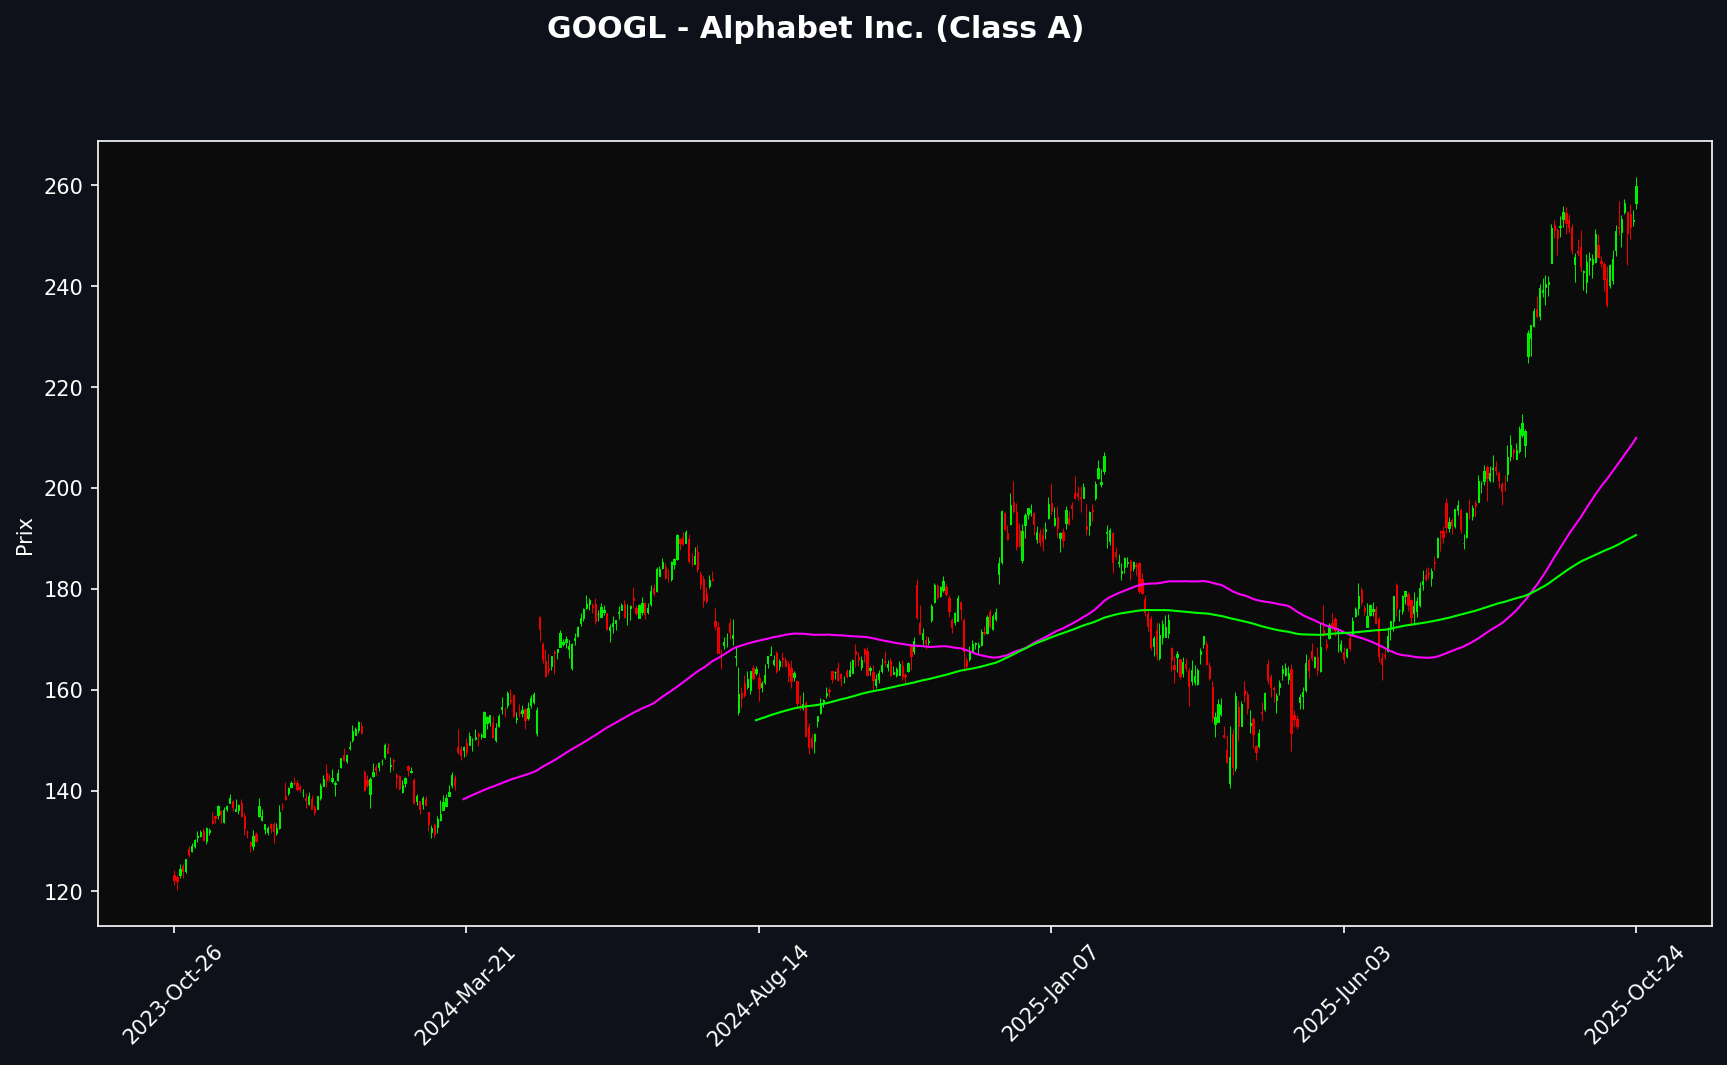 GOOGL - Alphabet Inc. (Class A)
Prix
260
240
220
200
180
160
140
120
2023-Oct-26
2024-Mar-21
2024-Aug-14
2025-Jan-07
2025-Jun-03
2025-Oct-24